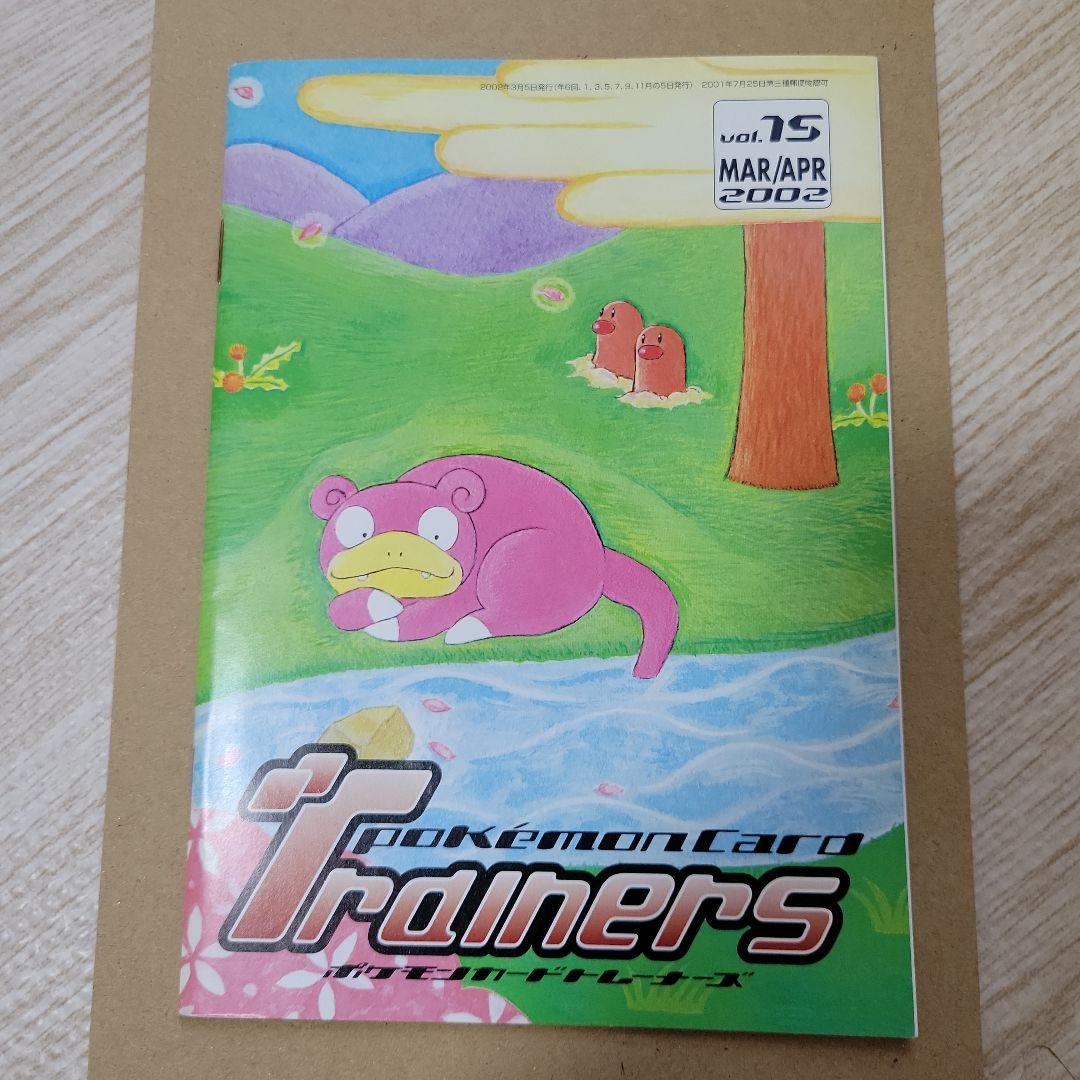 2002年3月5日発行(年6回、1、3、5、7、9、11月の5日発行) 2001年7月25日第三種郵便物認可
vol.15
MAR/APR
2002
Pokémon Card
Trainers
ポケモンカードトレーナーズ